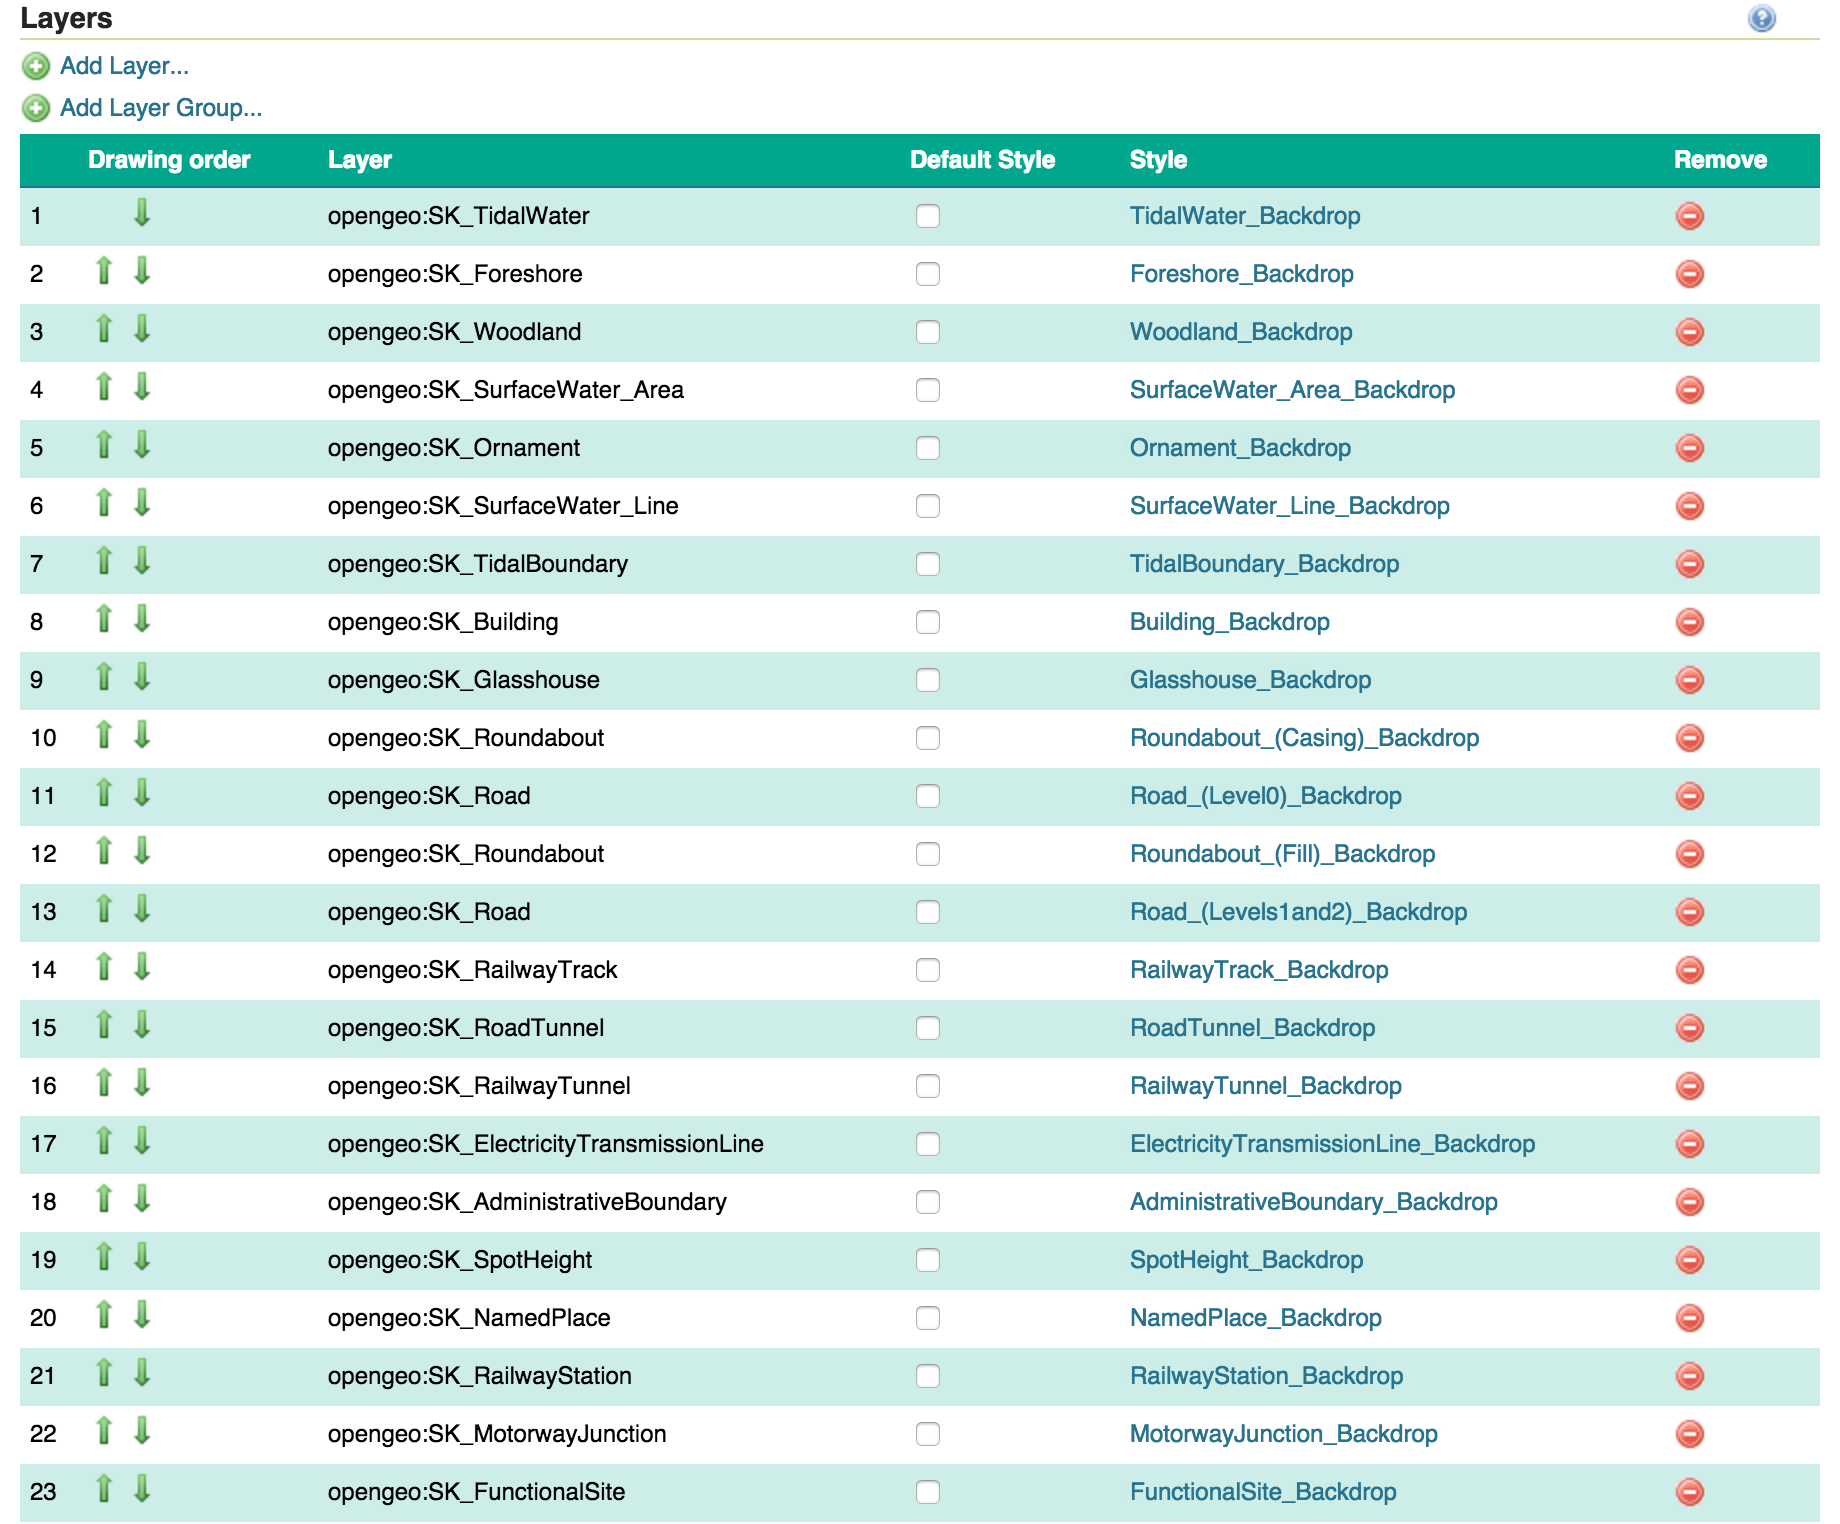 Layers
Add Layer...
Add Layer Group...
Drawing order Layer Default Style Style Remove
1 opengeo:SK_TidalWater TidalWater_Backdrop
2 opengeo:SK_Foreshore Foreshore_Backdrop
3 opengeo:SK_Woodland Woodland_Backdrop
4 opengeo:SK_SurfaceWater_Area SurfaceWater_Area_Backdrop
5 opengeo:SK_Ornament Ornament_Backdrop
6 opengeo:SK_SurfaceWater_Line SurfaceWater_Line_Backdrop
7 opengeo:SK_TidalBoundary TidalBoundary_Backdrop
8 opengeo:SK_Building Building_Backdrop
9 opengeo:SK_Glasshouse Glasshouse_Backdrop
10 opengeo:SK_Roundabout Roundabout_(Casing)_Backdrop
11 opengeo:SK_Road Road_(Level0)_Backdrop
12 opengeo:SK_Roundabout Roundabout_(Fill)_Backdrop
13 opengeo:SK_Road Road_(Levels1and2)_Backdrop
14 opengeo:SK_RailwayTrack RailwayTrack_Backdrop
15 opengeo:SK_RoadTunnel RoadTunnel_Backdrop
16 opengeo:SK_RailwayTunnel RailwayTunnel_Backdrop
17 opengeo:SK_ElectricityTransmissionLine ElectricityTransmissionLine_Backdrop
18 opengeo:SK_AdministrativeBoundary AdministrativeBoundary_Backdrop
19 opengeo:SK_SpotHeight SpotHeight_Backdrop
20 opengeo:SK_NamedPlace NamedPlace_Backdrop
21 opengeo:SK_RailwayStation RailwayStation_Backdrop
22 opengeo:SK_MotorwayJunction MotorwayJunction_Backdrop
23 opengeo:SK_FunctionalSite FunctionalSite_Backdrop